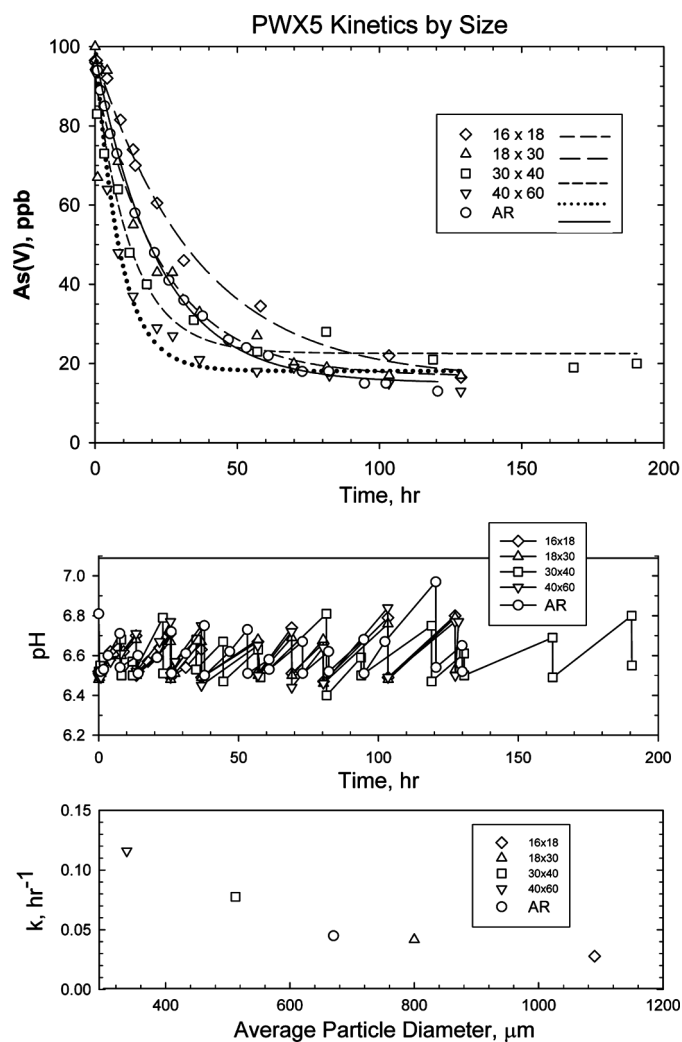 PWX5 Kinetics by Size
As(V), ppb
100
80
60
40
20
0
16 x 18
18 x 30
30 x 40
40 x 60
AR
0 50 100 150 200
Time, hr
pH
7.0
6.8
6.6
6.4
6.2
16x18
18x30
30x40
40x60
AR
0 50 100 150 200
Time, hr
k, hr⁻¹
0.15
0.10
0.05
0.00
16x18
18x30
30x40
40x60
AR
400 600 800 1000 1200
Average Particle Diameter, μm